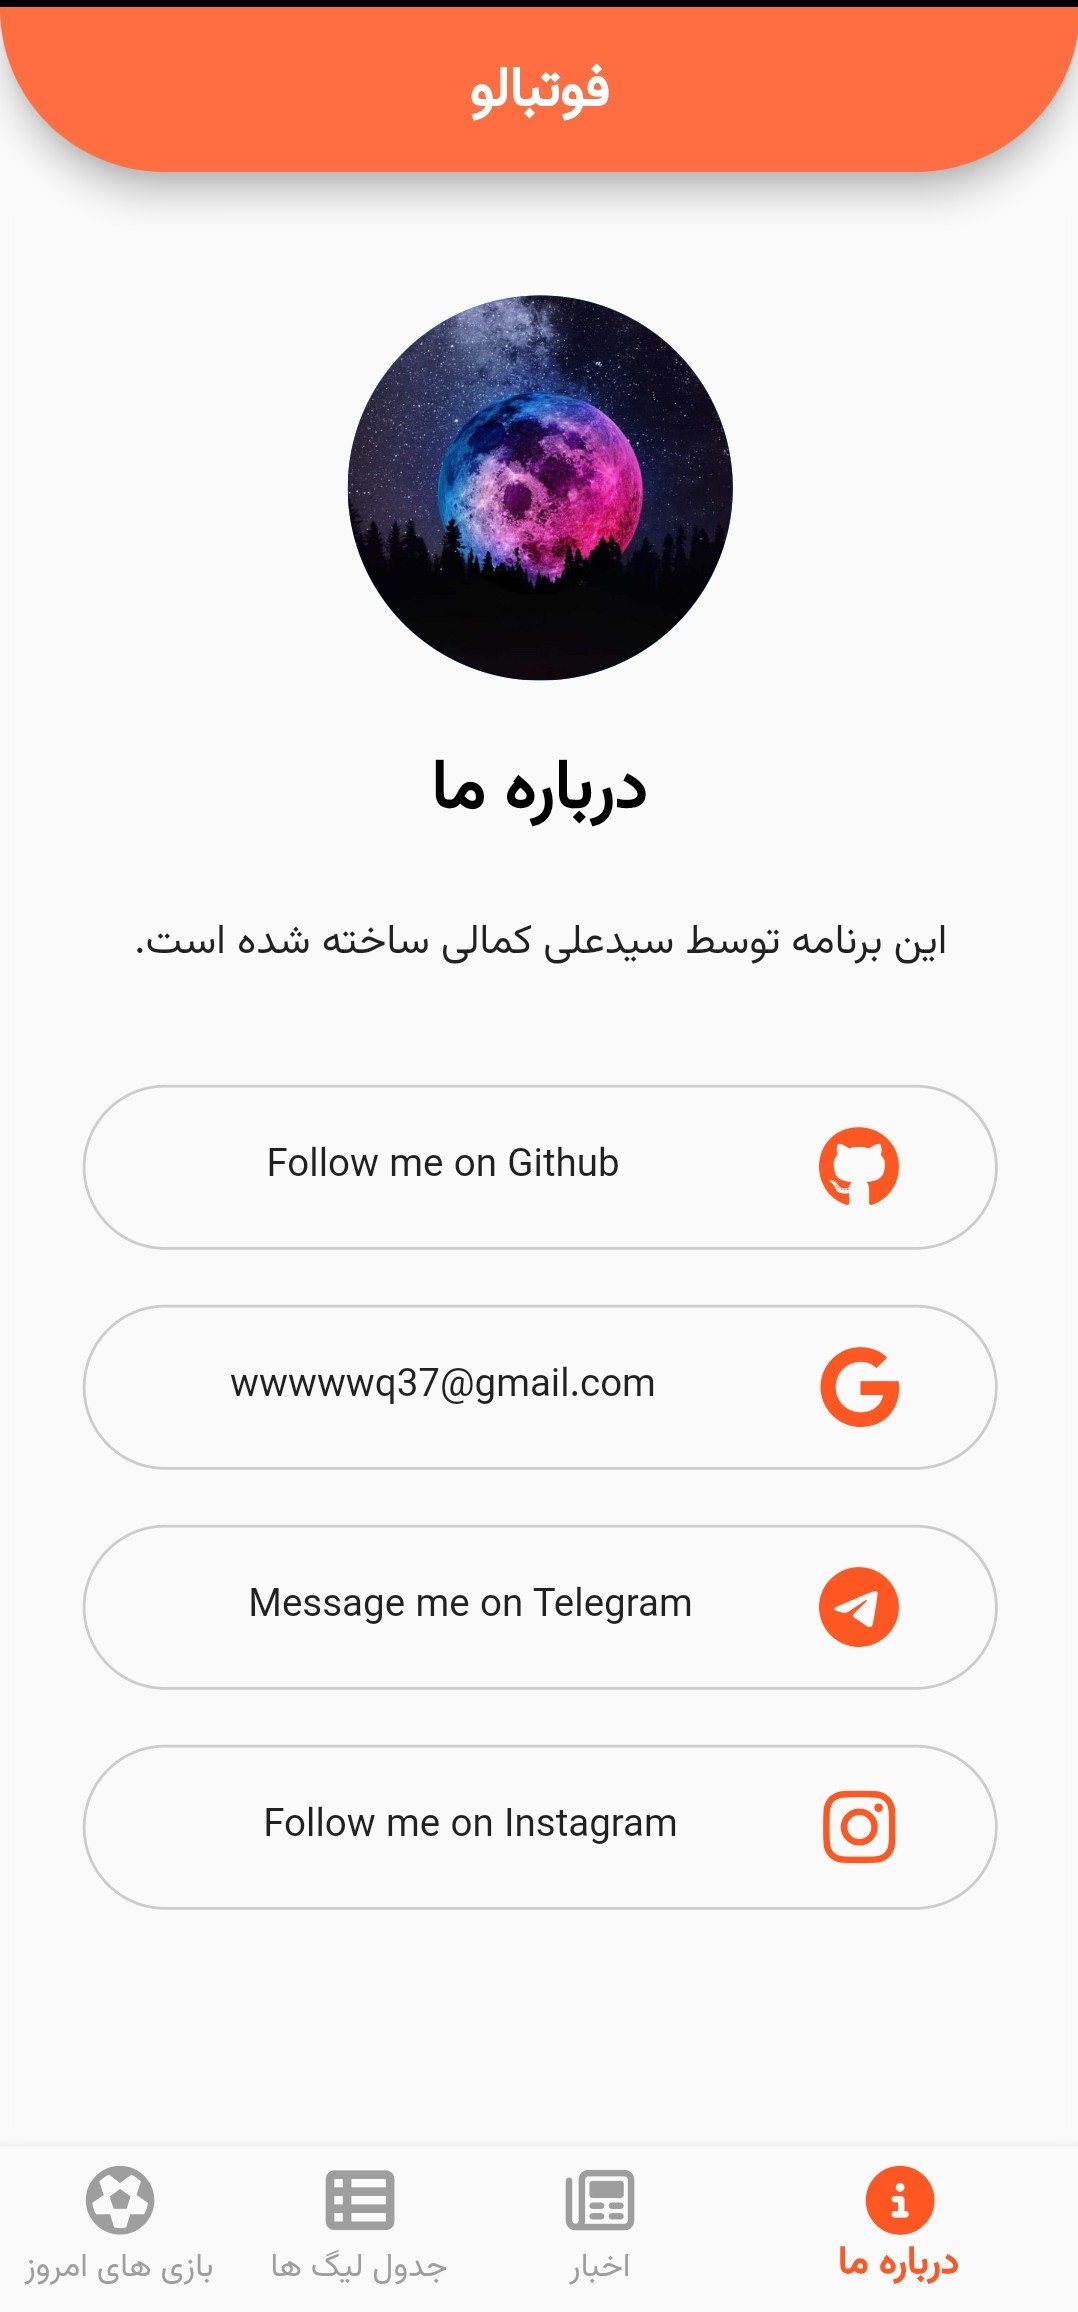 فوتبالو
درباره ما
این برنامه توسط سیدعلی کمالی ساخته شده است.
Follow me on Github
wwwwwq37@gmail.com
Message me on Telegram
Follow me on Instagram
درباره ما
اخبار
جدول لیگ ها
بازی های امروز